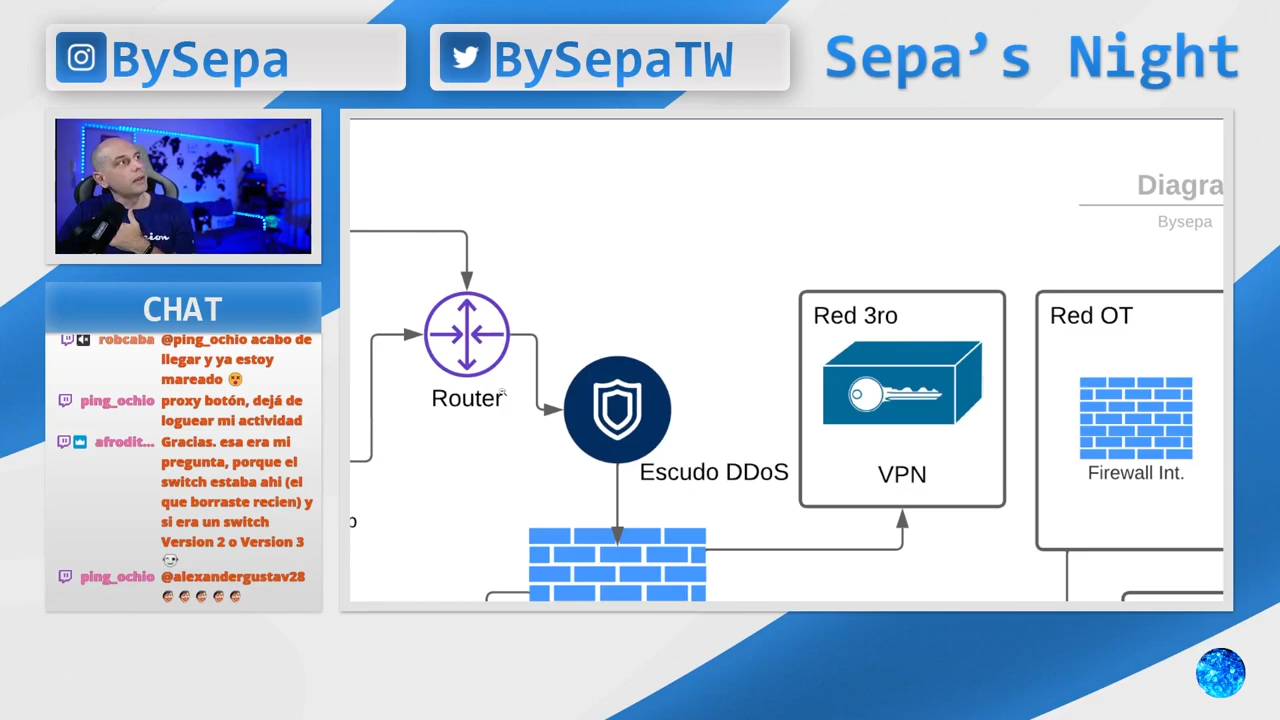 BySepa
BySepaTW
Sepa’s Night
CHAT
robcaba @ping_ochio acabo de
llegar y ya estoy
mareado
ping_ochio proxy botón, dejá de
loguear mi actividad
afrodit... Gracias. esa era mi
pregunta, porque el
switch estaba ahi (el
que borraste recien) y
si era un switch
Version 2 o Version 3
ping_ochio @alexandergustav28
Diagra
Bysepa
Router
Escudo DDoS
Red 3ro
VPN
Red OT
Firewall Int.